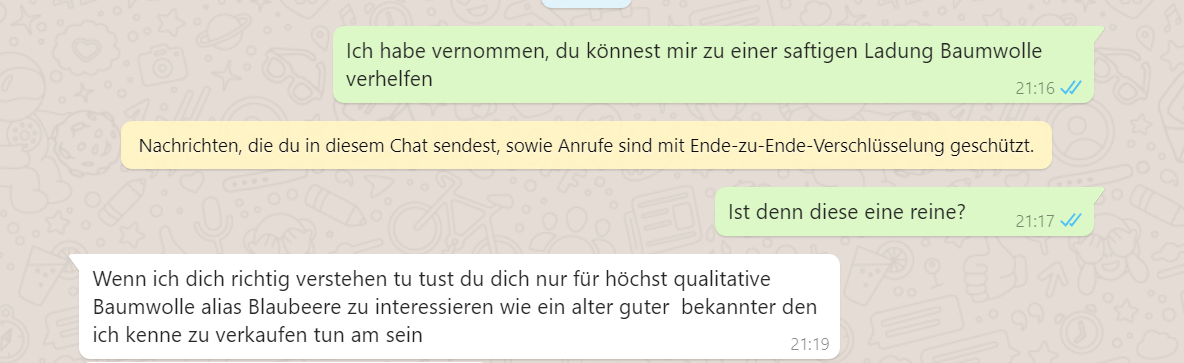 Ich habe vernommen, du könnest mir zu einer saftigen Ladung Baumwolle
verhelfen
21:16
Nachrichten, die du in diesem Chat sendest, sowie Anrufe sind mit Ende-zu-Ende-Verschlüsselung geschützt.
Ist denn diese eine reine?
21:17
Wenn ich dich richtig verstehen tu tust du dich nur für höchst qualitative
Baumwolle alias Blaubeere zu interessieren wie ein alter guter  bekannter den
ich kenne zu verkaufen tun am sein
21:19